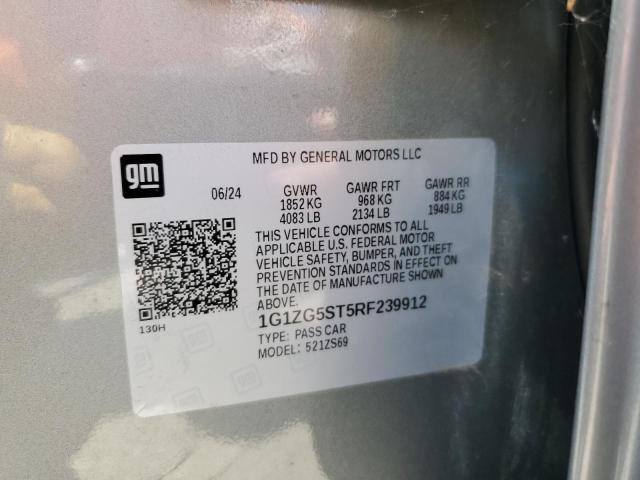 gm
MFD BY GENERAL MOTORS LLC
06/24
GVWR GAWR FRT GAWR RR
1852 KG 968 KG 884 KG
4083 LB 2134 LB 1949 LB
THIS VEHICLE CONFORMS TO ALL
APPLICABLE U.S. FEDERAL MOTOR
VEHICLE SAFETY, BUMPER, AND THEFT
PREVENTION STANDARDS IN EFFECT ON
THE DATE OF MANUFACTURE SHOWN
ABOVE.
130H
1G1ZG5ST5RF239912
TYPE: PASS CAR
MODEL: 521ZS69